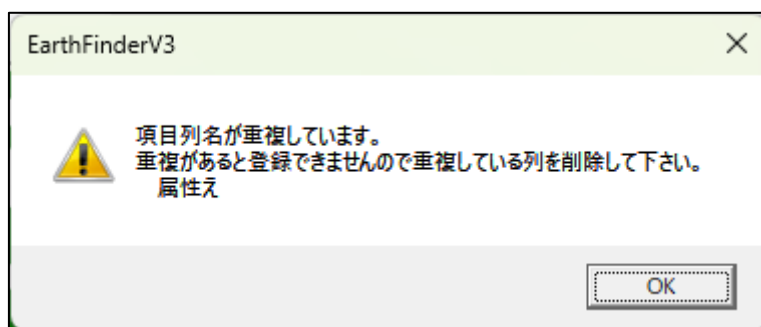 EarthFinderV3
項目列名が重複しています。
重複があると登録できませんので重複している列を削除して下さい。
属性え
OK